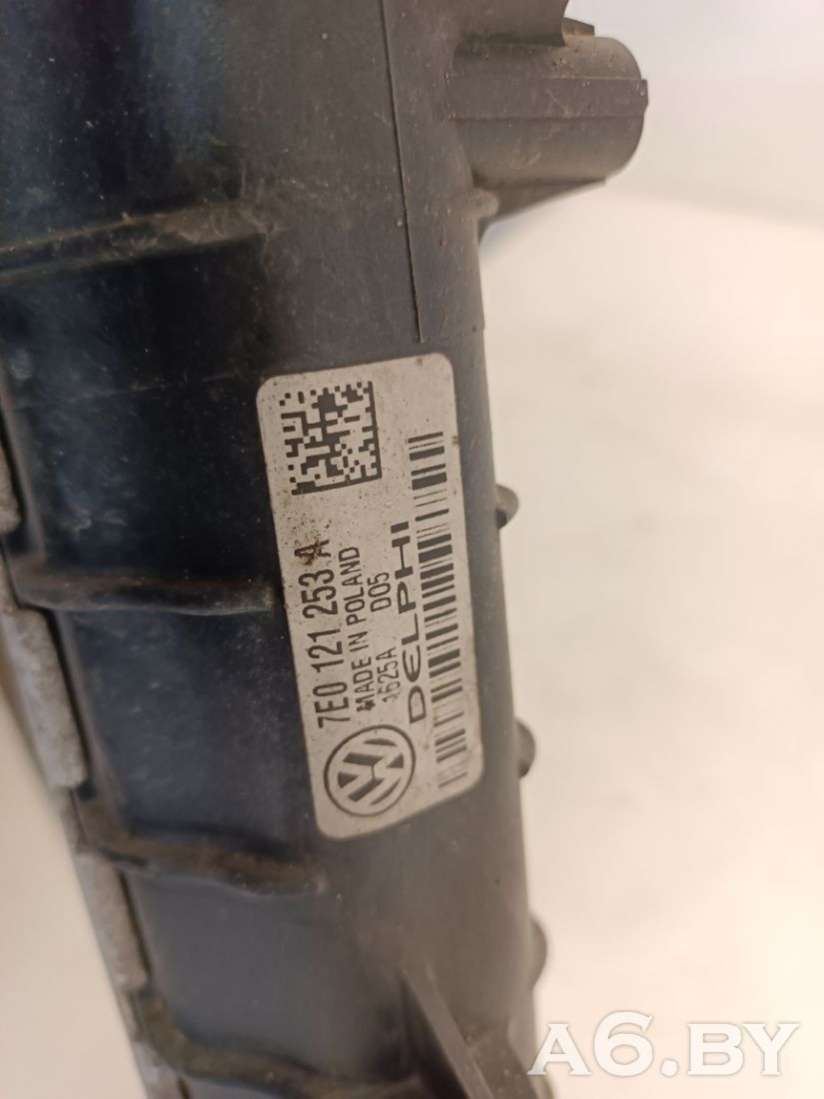 7E0 121 253 A
MADE IN POLAND
1625A D05
DELPHI
A6.BY